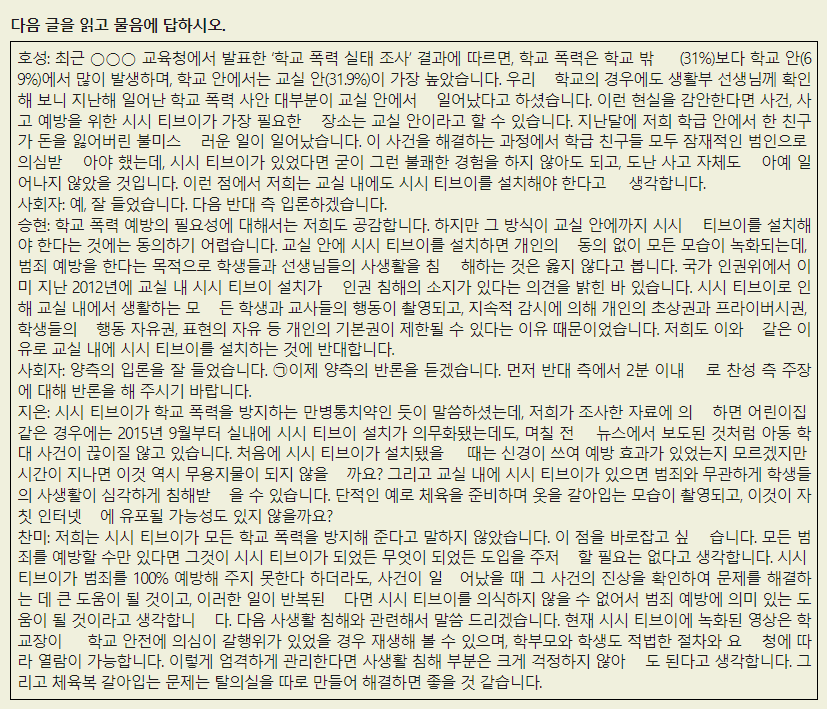 다음 글을 읽고 물음에 답하시오.
호성: 최근 ○○○ 교육청에서 발표한 '학교 폭력 실태 조사' 결과에 따르면, 학교 폭력은 학교 밖 (31%)보다 학교 안(6
9%)에서 많이 발생하며, 학교 안에서는 교실 안(31.9%)이 가장 높았습니다. 우리 학교의 경우에도 생활부 선생님께 확인
해 보니 지난해 일어난 학교 폭력 사안 대부분이 교실 안에서 일어났다고 하셨습니다. 이런 현실을 감안한다면 사건, 사
고 예방을 위한 시시 티브이가 가장 필요한 장소는 교실 안이라고 할 수 있습니다. 지난달에 저희 학급 안에서 한 친구
가 돈을 잃어버린 불미스 러운 일이 일어났습니다. 이 사건을 해결하는 과정에서 학급 친구들 모두 잠재적인 범인으로
의심받 아야 했는데, 시시 티브이가 있었다면 굳이 그런 불쾌한 경험을 하지 않아도 되고, 도난 사고 자체도 아예 일
어나지 않았을 것입니다. 이런 점에서 저희는 교실 내에도 시시 티브이를 설치해야 한다고 생각합니다.
사회자: 예, 잘 들었습니다. 다음 반대 측 입론하겠습니다.
승현: 학교 폭력 예방의 필요성에 대해서는 저희도 공감합니다. 하지만 그 방식이 교실 안에까지 시시 티브이를 설치해
야 한다는 것에는 동의하기 어렵습니다. 교실 안에 시시 티브이를 설치하면 개인의 동의 없이 모든 모습이 녹화되는데,
범죄 예방을 한다는 목적으로 학생들과 선생님들의 사생활을 침 해하는 것은 옳지 않다고 봅니다. 국가 인권위에서 이
미 지난 2012년에 교실 내 시시 티브이 설치가 인권 침해의 소지가 있다는 의견을 밝힌 바 있습니다. 시시 티브이로 인
해 교실 내에서 생활하는 모 든 학생과 교사들의 행동이 촬영되고, 지속적 감시에 의해 개인의 초상권과 프라이버시권,
학생들의 행동 자유권, 표현의 자유 등 개인의 기본권이 제한될 수 있다는 이유 때문이었습니다. 저희도 이와 같은 이
유로 교실 내에 시시 티브이를 설치하는 것에 반대합니다.
사회자: 양측의 입론을 잘 들었습니다. ㉠이제 양측의 반론을 듣겠습니다. 먼저 반대 측에서 2분 이내 로 찬성 측 주장
에 대해 반론을 해 주시기 바랍니다.
지은: 시시 티브이가 학교 폭력을 방지하는 만병통치약인 듯이 말씀하셨는데, 저희가 조사한 자료에 의 하면 어린이집
같은 경우에는 2015년 9월부터 실내에 시시 티브이 설치가 의무화됐는데도, 며칠 전 뉴스에서 보도된 것처럼 아동 학
대 사건이 끊이질 않고 있습니다. 처음에 시시 티브이가 설치됐을 때는 신경이 쓰여 예방 효과가 있었는지 모르겠지만
시간이 지나면 이것 역시 무용지물이 되지 않을 까요? 그리고 교실 내에 시시 티브이가 있으면 범죄와 무관하게 학생들
의 사생활이 심각하게 침해받 을 수 있습니다. 단적인 예로 체육을 준비하며 옷을 갈아입는 모습이 촬영되고, 이것이 자
칫 인터넷 에 유포될 가능성도 있지 않을까요?
찬미: 저희는 시시 티브이가 모든 학교 폭력을 방지해 준다고 말하지 않았습니다. 이 점을 바로잡고 싶 습니다. 모든 범
죄를 예방할 수만 있다면 그것이 시시 티브이가 되었든 무엇이 되었든 도입을 주저 할 필요는 없다고 생각합니다. 시시
티브이가 범죄를 100% 예방해 주지 못한다 하더라도, 사건이 일 어났을 때 그 사건의 진상을 확인하여 문제를 해결하
는 데 큰 도움이 될 것이고, 이러한 일이 반복된 다면 시시 티브이를 의식하지 않을 수 없어서 범죄 예방에 의미 있는 도
움이 될 것이라고 생각합니 다. 다음 사생활 침해와 관련해서 말씀 드리겠습니다. 현재 시시 티브이에 녹화된 영상은 학
교장이 학교 안전에 의심이 갈행위가 있었을 경우 재생해 볼 수 있으며, 학부모와 학생도 적법한 절차와 요 청에 따
라 열람이 가능합니다. 이렇게 엄격하게 관리한다면 사생활 침해 부분은 크게 걱정하지 않아 도 된다고 생각합니다. 그
리고 체육복 갈아입는 문제는 탈의실을 따로 만들어 해결하면 좋을 것 같습니다.